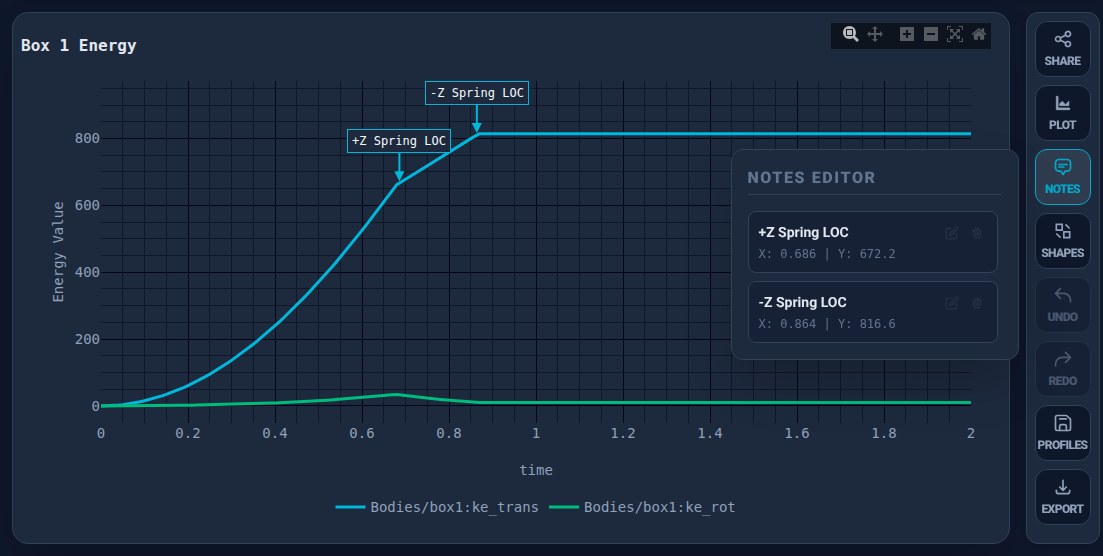 Box 1 Energy
-Z Spring LOC
+Z Spring LOC
Energy Value
800
600
400
200
0
0 0.2 0.4 0.6 0.8 1 1.2 1.4 1.6 1.8 2
time
Bodies/box1:ke_trans Bodies/box1:ke_rot
NOTES EDITOR
+Z Spring LOC
X: 0.686 | Y: 672.2
-Z Spring LOC
X: 0.864 | Y: 816.6
SHARE
PLOT
NOTES
SHAPES
UNDO
REDO
PROFILES
EXPORT